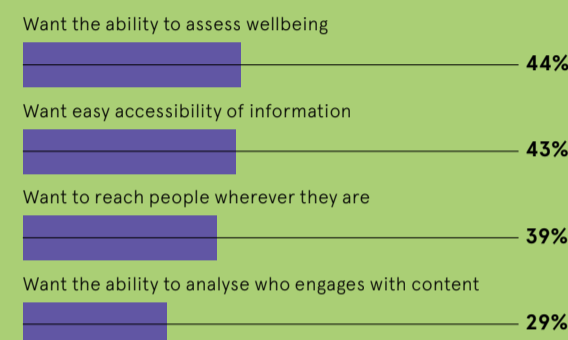 Want the ability to assess wellbeing
44%
Want easy accessibility of information
43%
Want to reach people wherever they are
39%
Want the ability to analyse who engages with content
29%